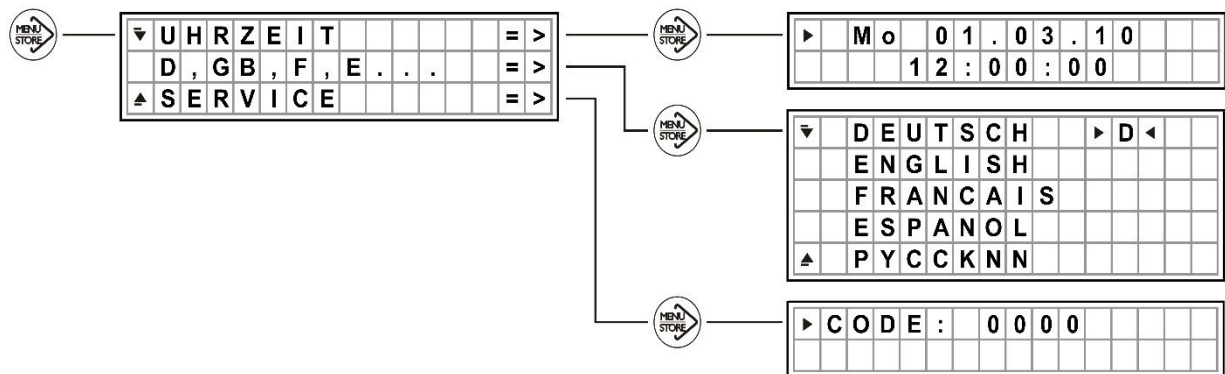 MENU
STORE
▼ UHRZEIT =>
D,GB,F,E... =>
▲ SERVICE =>
MENU
STORE
▶ Mo 01.03.10
12:00:00
MENU
STORE
▼ DEUTSCH ▶D◀
ENGLISH
FRANCAIS
ESPANOL
▲ PYCCKNN
MENU
STORE
▶CODE: 0000